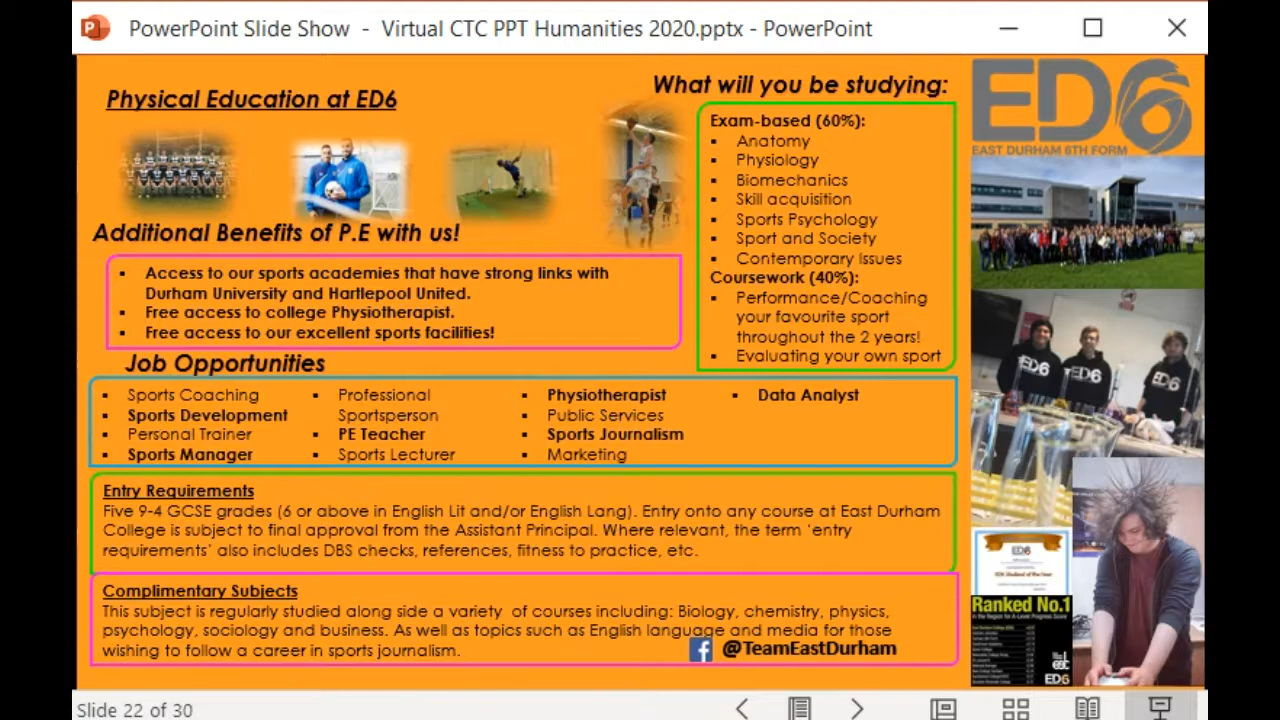 PowerPoint Slide Show - Virtual CTC PPT Humanities 2020.pptx - PowerPoint
Physical Education at ED6
Additional Benefits of P.E with us!
▪ Access to our sports academies that have strong links with
Durham University and Hartlepool United.
▪ Free access to college Physiotherapist.
▪ Free access to our excellent sports facilities!
What will you be studying:
Exam-based (60%):
▪ Anatomy
▪ Physiology
▪ Biomechanics
▪ Skill acquisition
▪ Sports Psychology
▪ Sport and Society
▪ Contemporary Issues
Coursework (40%):
▪ Performance/Coaching
your favourite sport
throughout the 2 years!
▪ Evaluating your own sport
Job Opportunities
▪ Sports Coaching
▪ Sports Development
▪ Personal Trainer
▪ Sports Manager
▪ Professional
Sportsperson
▪ PE Teacher
▪ Sports Lecturer
▪ Physiotherapist
▪ Public Services
▪ Sports Journalism
▪ Marketing
▪ Data Analyst
Entry Requirements
Five 9-4 GCSE grades (6 or above in English Lit and/or English Lang). Entry onto any course at East Durham
College is subject to final approval from the Assistant Principal. Where relevant, the term ‘entry
requirements’ also includes DBS checks, references, fitness to practice, etc.
Complimentary Subjects
This subject is regularly studied along side a variety of courses including: Biology, chemistry, physics,
psychology, sociology and business. As well as topics such as English language and media for those
wishing to follow a career in sports journalism.
@TeamEastDurham
ED6
EAST DURHAM 6TH FORM
ED6
ED6
ED6
ED6 Student of the Year
Ranked No.1
in the Region for A-Level Progress Score
ED6
Slide 22 of 30